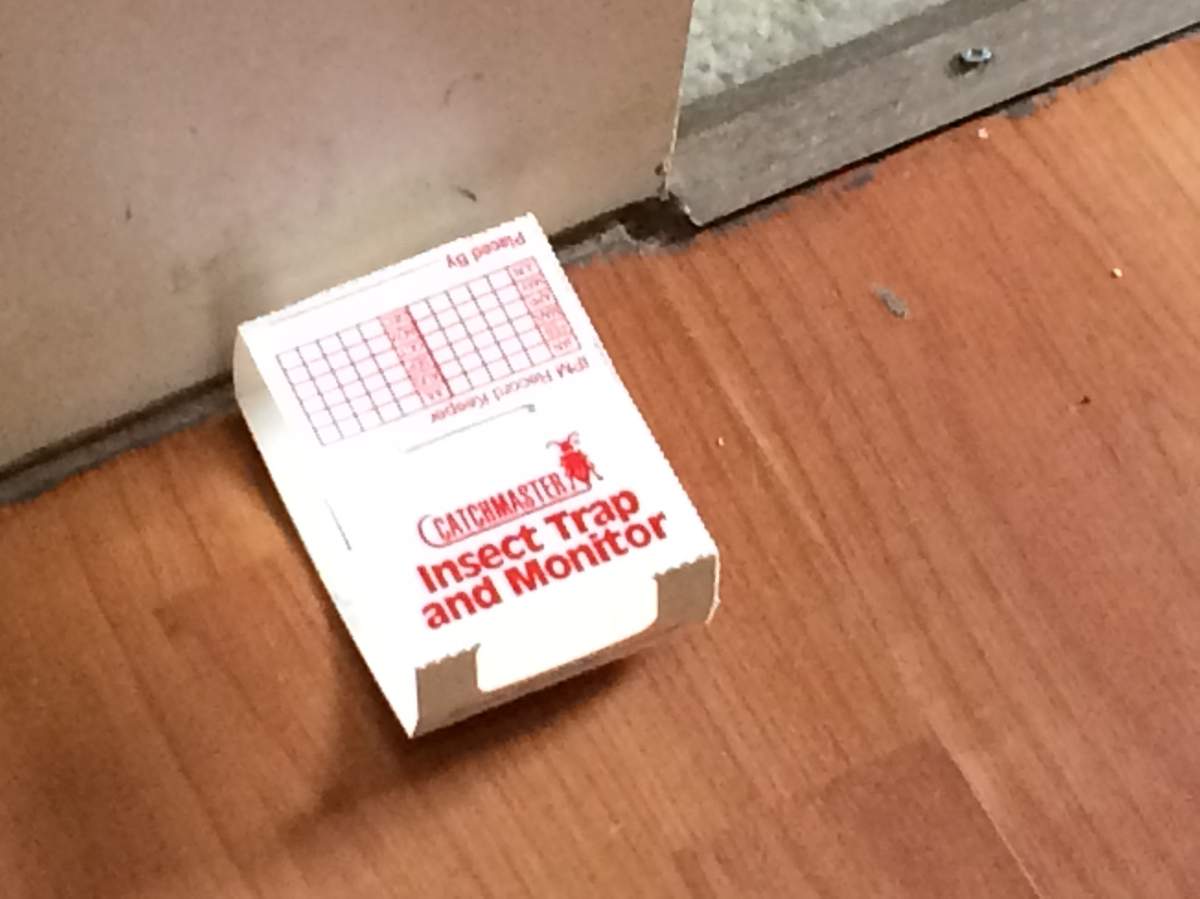 Placed By
IPM Record Keeper
CATCHMASTER
Insect Trap
and Monitor